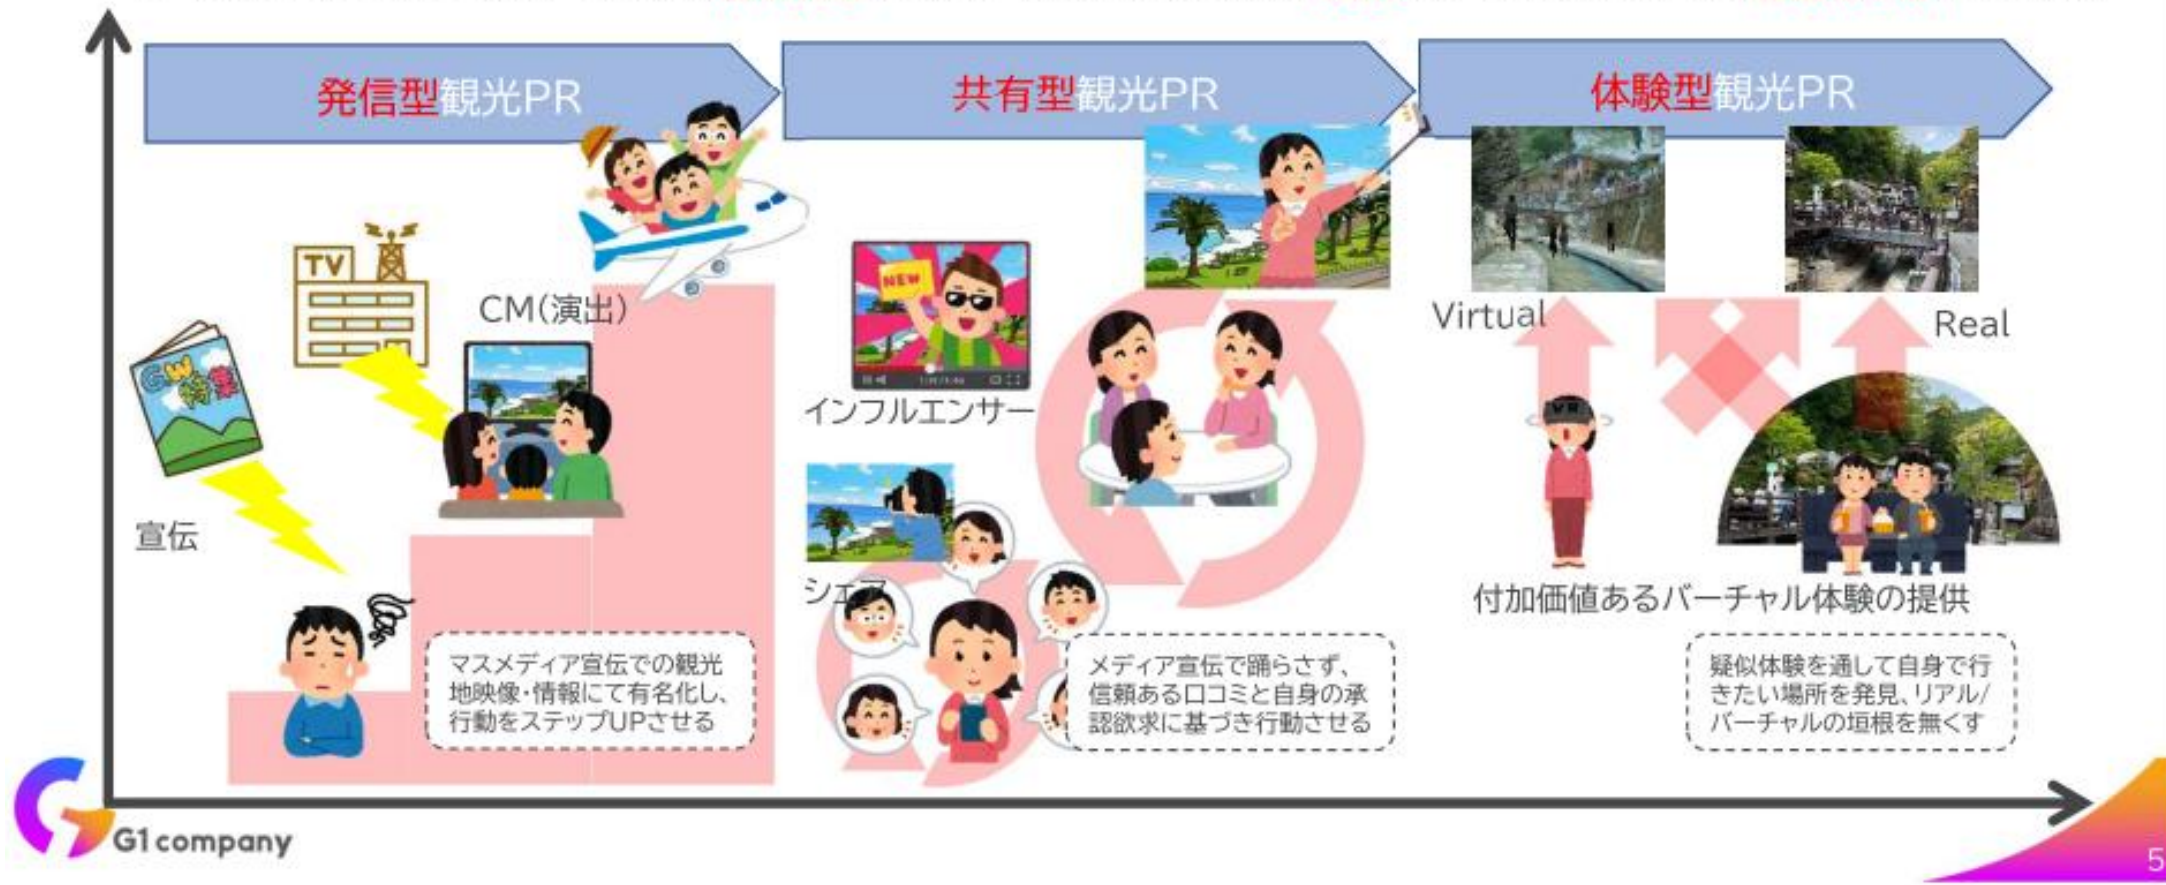 発信型観光PR
共有型観光PR
体験型観光PR
TV
CM(演出)
GW
特集
宣伝
マスメディア宣伝での観光
地映像・情報にて有名化し、
行動をステップUPさせる
NEW
インフルエンサー
シェア
メディア宣伝で踊らさず、
信頼ある口コミと自身の承
認欲求に基づき行動させる
Virtual
Real
VR
付加価値あるバーチャル体験の提供
疑似体験を通して自身で行
きたい場所を発見、リアル/
バーチャルの垣根を無くす
G1 company
5